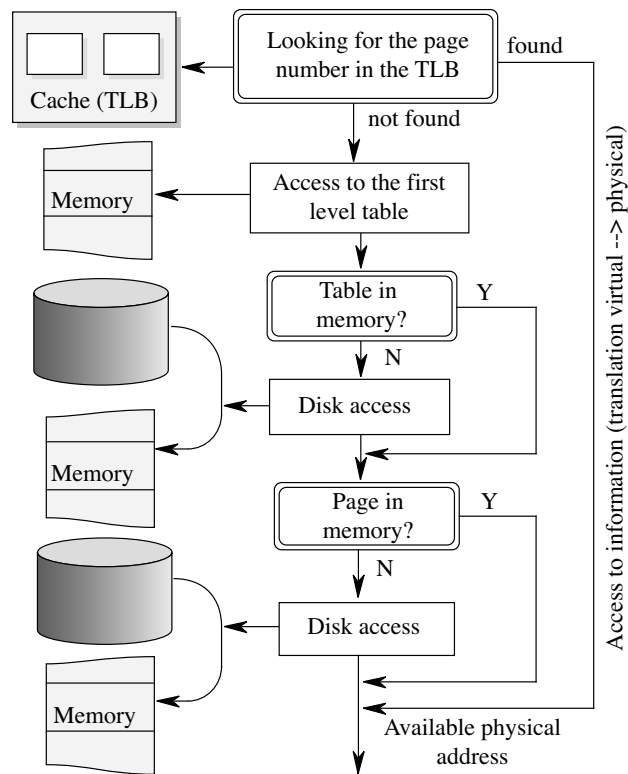 Looking for the page
number in the TLB
found
Cache (TLB)
not found
Access to the first
level table
Memory
Table in
memory?
Y
N
Disk access
Memory
Page in
memory?
Y
N
Disk access
Memory
Available physical
address
Access to information (translation virtual --> physical)